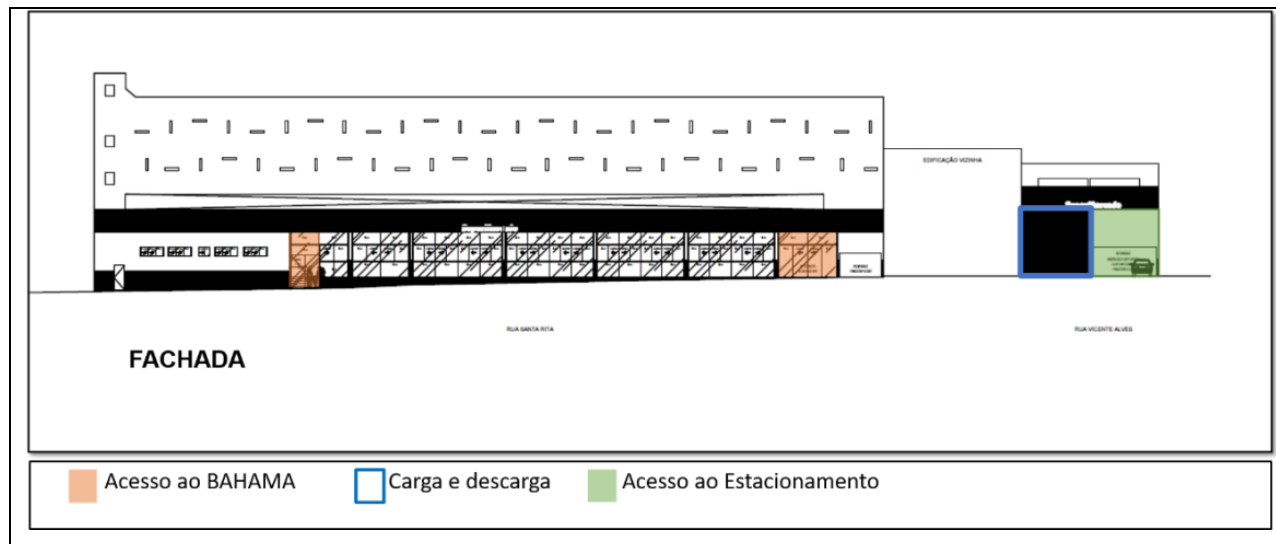 EDIFICAÇÃO VIZINHA
RUA SANTA RITA
RUA VICENTE ALVES
FACHADA
Acesso ao BAHAMA
Carga e descarga
Acesso ao Estacionamento